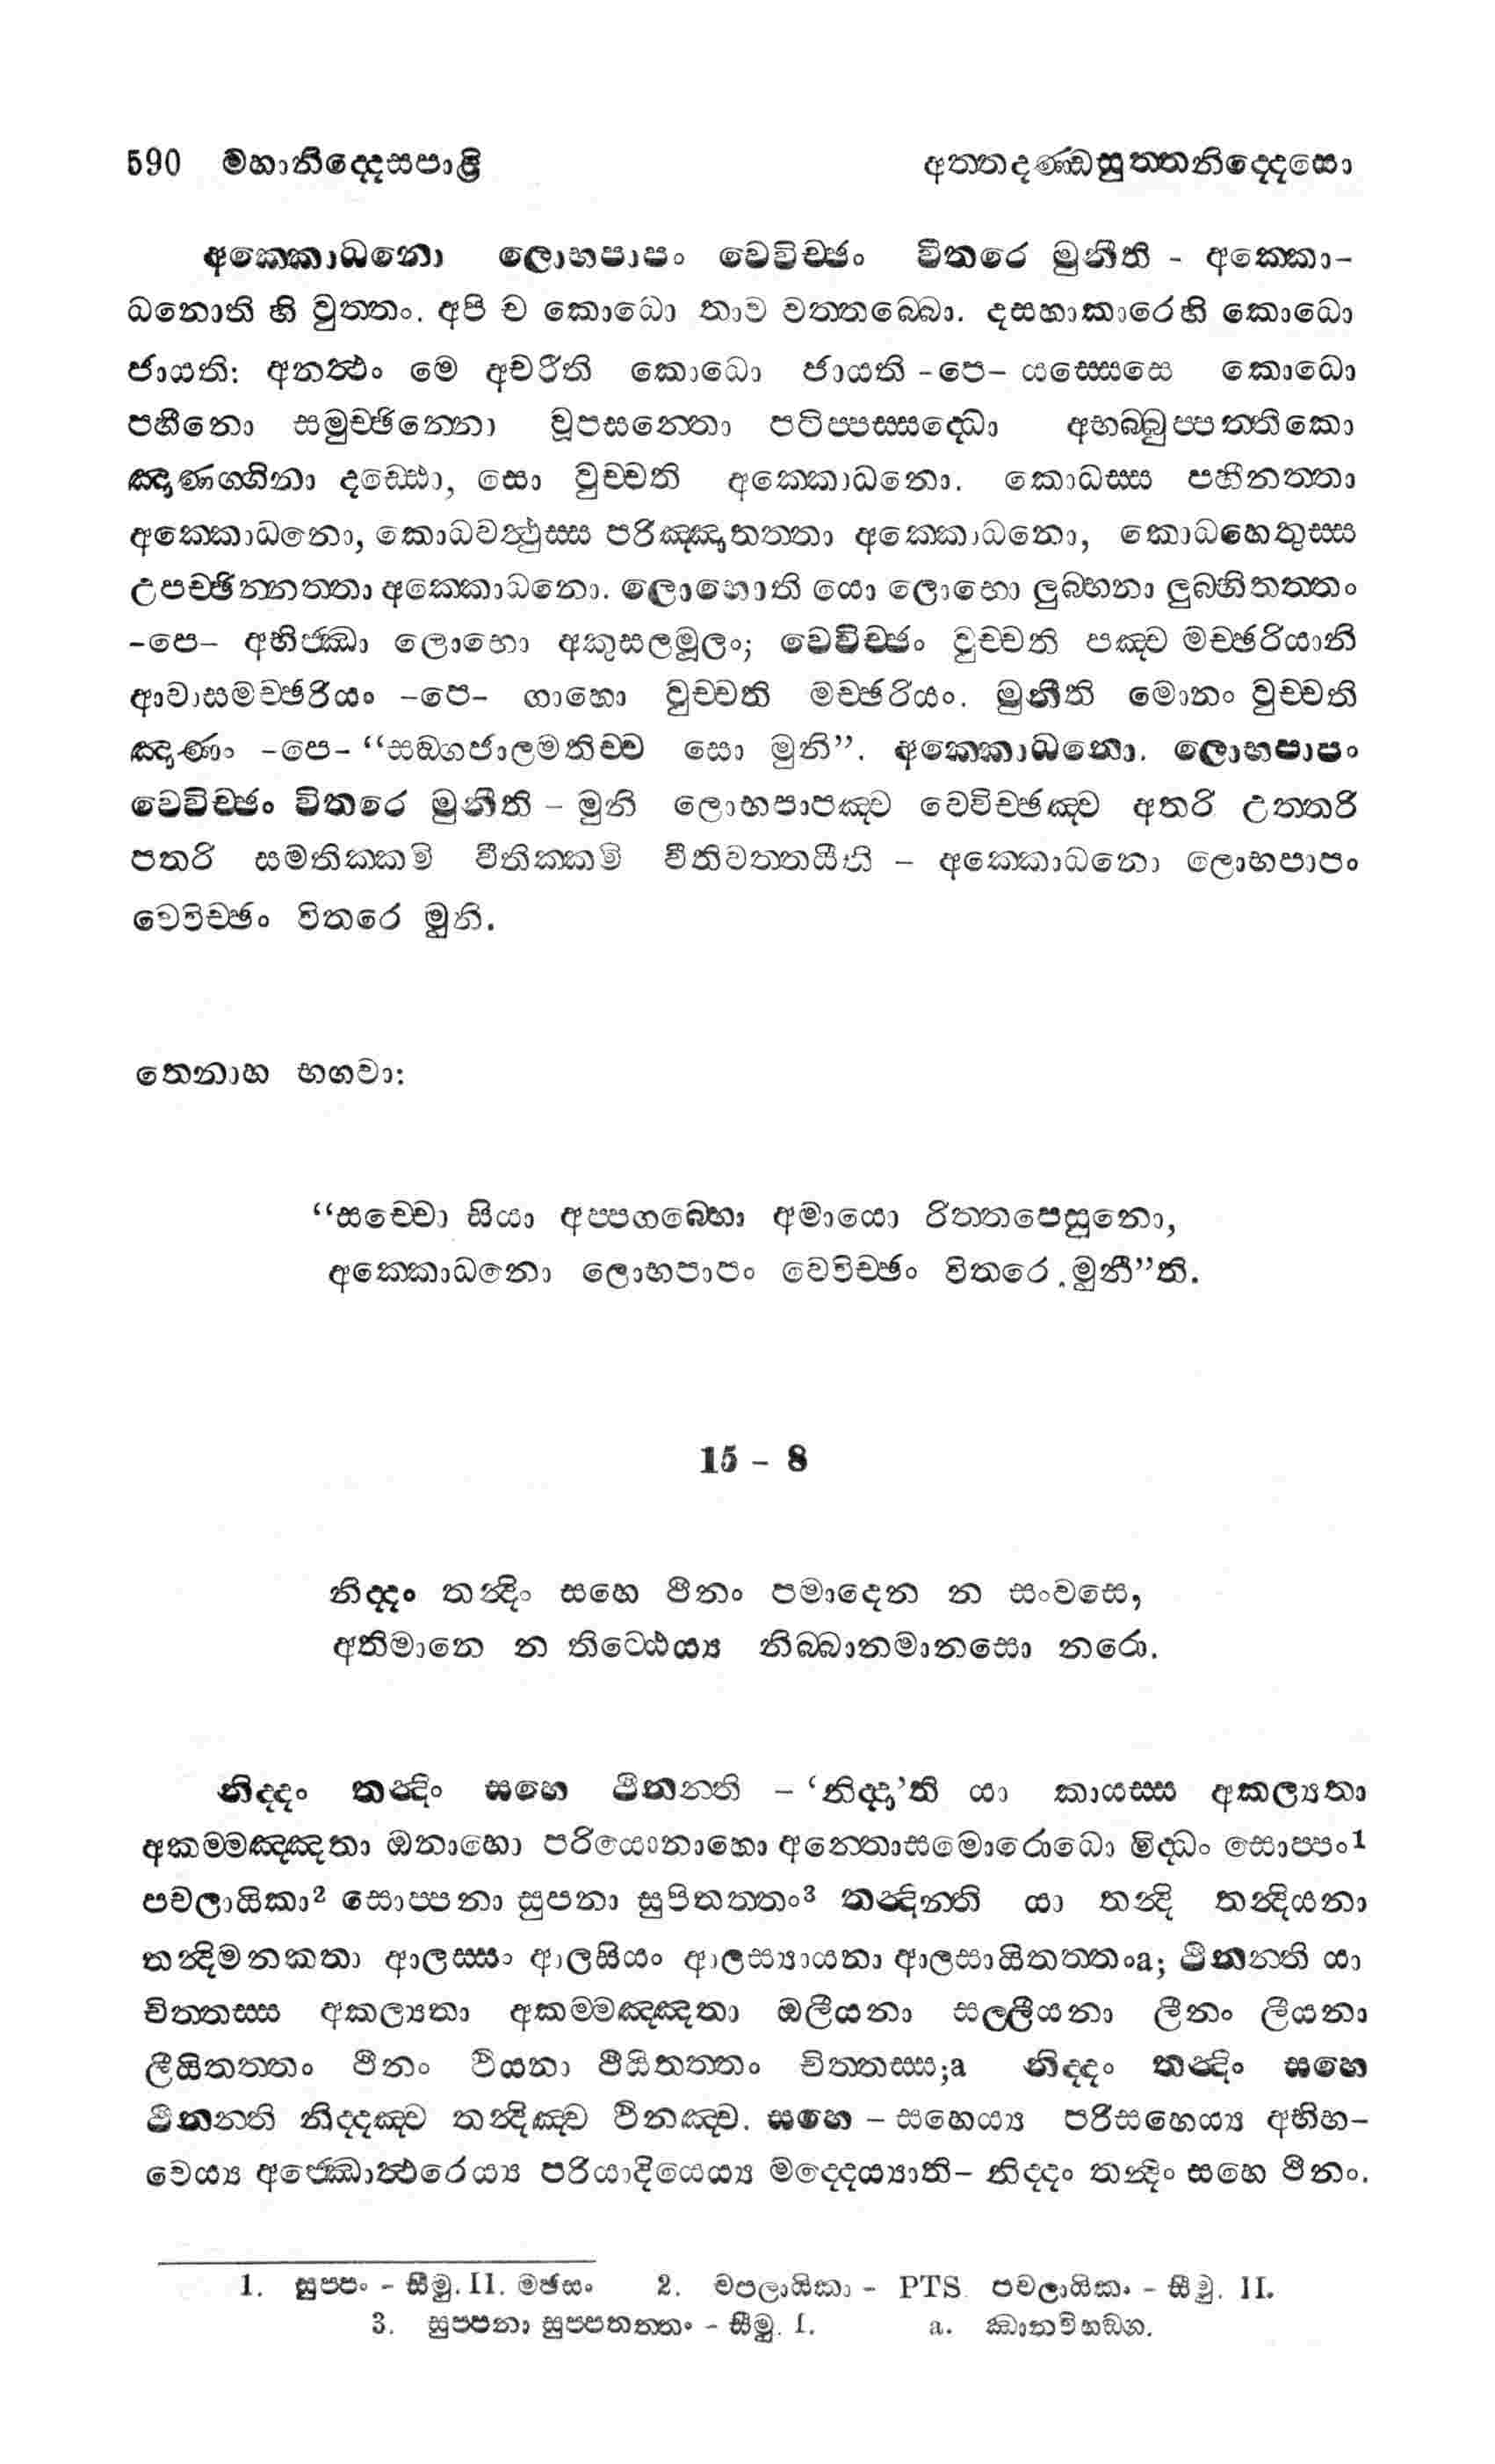 590 මහානිද්දෙසපාළි අත්තදණ්ඩසුත්තනිද්දෙසො
අක්කොධනො ලොභපාපං වෙවිච්ඡං විතරෙ මුනීති - අක්කො-
ධනොති හි වුත්තං. අපි ච කොධො තාව වත්තබ්බො. දසහාකාරෙහි කොධො
ජායති: අනත්ථං මෙ අචරීති කොධො ජායති -පෙ- යස්සෙසො කොධො
පහීනො සමුච්ඡින්නො වූපසන්තො පටිප්පස්සද්ධො අභබ්බුප්පත්තිකො
ඤාණග්ගිනා දඩ්ඪො, සො වුච්චති අක්කොධනො. කොධස්ස පහීනත්තා
අක්කොධනො, කොධවත්ථුස්ස පරිඤ්ඤාතත්තා අක්කොධනො, කොධහෙතුස්ස
උපච්ඡින්නත්තා අක්කොධනො. ලොභොති යො ලොභො ලුබ්භනා ලුබ්භිතත්තං
-පෙ- අභිජ්ඣා ලොභො අකුසලමූලං; වෙවිච්ඡං වුච්චති පඤ්ච මච්ඡරියානි
ආවාසමච්ඡරියං -පෙ- ගාහො වුච්චති මච්ඡරියං. මුනීති මොනං වුච්චති
ඤාණං -පෙ- “සඞ්ගජාලමතිච්ච සො මුනි”. අක්කොධනො. ලොභපාපං
වෙවිච්ඡං විතරෙ මුනීති - මුනි ලොභපාපඤ්ච වෙවිච්ඡඤ්ච අතරි උත්තරි
පතරි සමතික්කමි වීතික්කමි වීතිවත්තයීති - අක්කොධනො ලොභපාපං
වෙවිච්ඡං විතරෙ මුනි.
තෙනාහ භගවා:
“සච්චො සියා අප්පගබ්භො අමායො රිත්තපෙසුනො,
අක්කොධනො ලොභපාපං වෙවිච්ඡං විතරෙ මුනී”ති.
15 - 8
නිද්දං තන්දිං සහෙ ථිනං පමාදෙන න සංවසෙ,
අතිමානෙ න තිට්ඨෙය්‍ය නිබ්බානමානසො නරො.
නිද්දං තන්දිං සහෙ ථිනන්ති - ‘නිද්දා’ති යා කායස්ස අකල්‍යතා
අකම්මඤ්ඤතා ඔනාහො පරියොනාහො අන්තොසමොරොධො මිද්ධං සොප්පං1
පචලායිකා2 සොප්පනා සුපනා සුපිතත්තං3 තන්දින්ති යා තන්දි තන්දියනා
තන්දිමනකතා ආලස්සං ආලසියං ආලස්‍යායනා ආලසායිතත්තංa; ථිනන්ති යා
චිත්තස්ස අකල්‍යතා අකම්මඤ්ඤතා ඔලීයනා සල්ලීයනා ලීනං ලීයනා
ලීයිතත්තං ථිනං ථියනා ථීයිතත්තං චිත්තස්ස;a නිද්දං තන්දිං සහෙ
ථිනන්ති නිද්දඤ්ච තන්දිඤ්ච ථිනඤ්ච. සහෙ - සහෙය්‍ය පරිසහෙය්‍ය අභිභ-
වෙය්‍ය අජ්ඣොත්ථරෙය්‍ය පරියාදියෙය්‍ය මද්දෙය්‍යාති- නිද්දං තන්දිං සහෙ ථිනං.
1. සුප්පං - සීමු. II. මඡසං 2. චපලායිකා - PTS. පචලායිකං - සීමු. II.
3. සුප්පනා සුප්පතත්තං - සීමු. I. a. ඣානවිභඞ්ග.